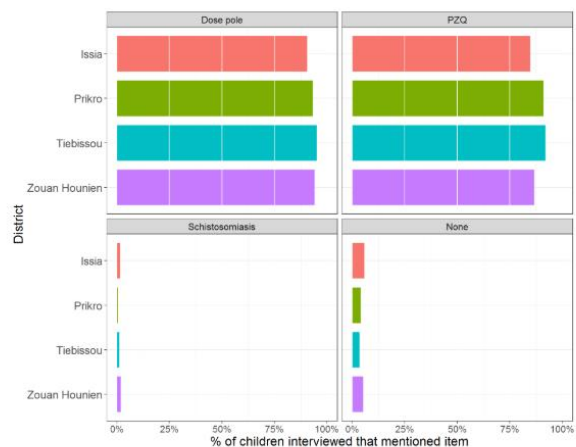 Dose pole
PZQ
Issia
Prikro
Tiebissou
Zouan Hounien
District
Schistosomiasis
None
Issia
Prikro
Tiebissou
Zouan Hounien
0% 25% 50% 75% 100% 0% 25% 50% 75% 100%
% of children interviewed that mentioned item